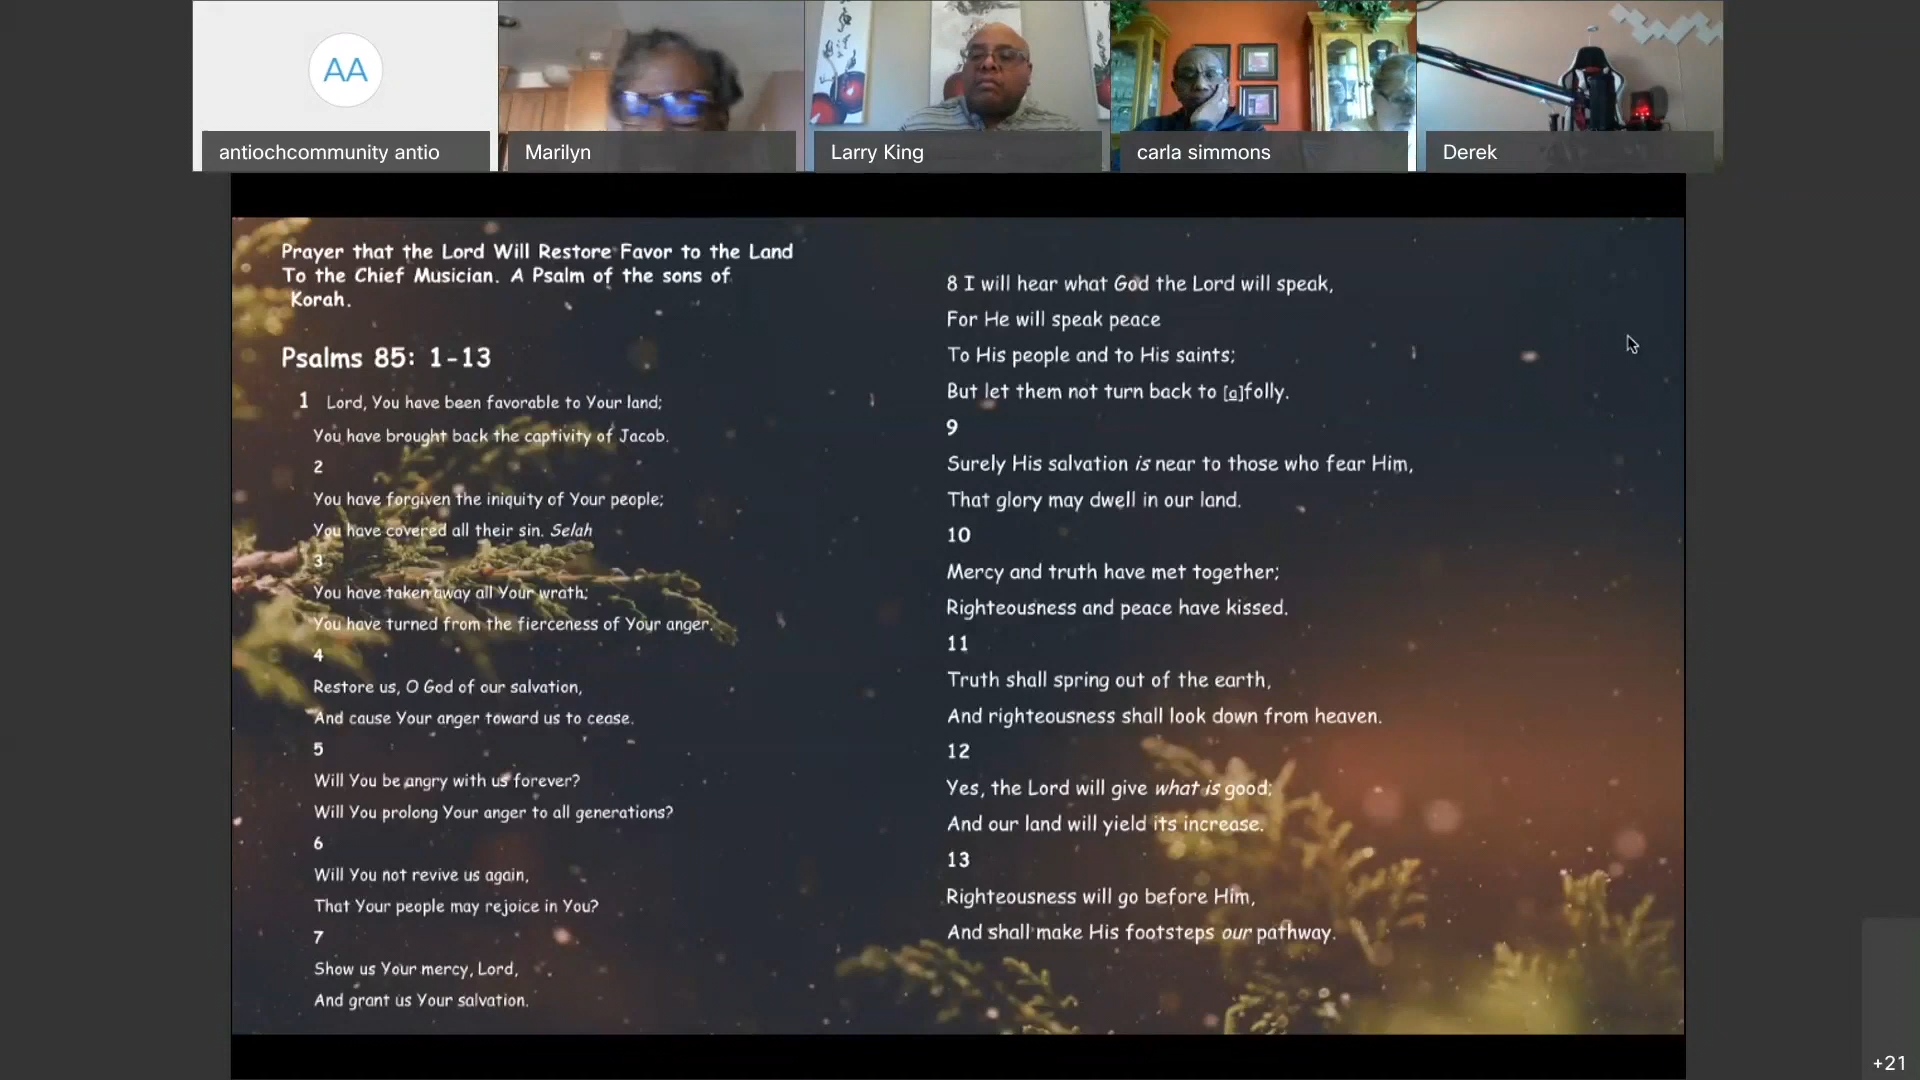 AA
antiochcommunity antio
Marilyn
Larry King
carla simmons
Derek
Prayer that the Lord Will Restore Favor to the Land
To the Chief Musician. A Psalm of the sons of
Korah.
Psalms 85: 1-13
1 Lord, You have been favorable to Your land;
You have brought back the captivity of Jacob.
2
You have forgiven the iniquity of Your people;
You have covered all their sin. Selah
3
You have taken away all Your wrath;
You have turned from the fierceness of Your anger.
4
Restore us, O God of our salvation,
And cause Your anger toward us to cease.
5
Will You be angry with us forever?
Will You prolong Your anger to all generations?
6
Will You not revive us again,
That Your people may rejoice in You?
7
Show us Your mercy, Lord,
And grant us Your salvation.
8 I will hear what God the Lord will speak,
For He will speak peace
To His people and to His saints;
But let them not turn back to [a]folly.
9
Surely His salvation is near to those who fear Him,
That glory may dwell in our land.
10
Mercy and truth have met together;
Righteousness and peace have kissed.
11
Truth shall spring out of the earth,
And righteousness shall look down from heaven.
12
Yes, the Lord will give what is good;
And our land will yield its increase.
13
Righteousness will go before Him,
And shall make His footsteps our pathway.
+21